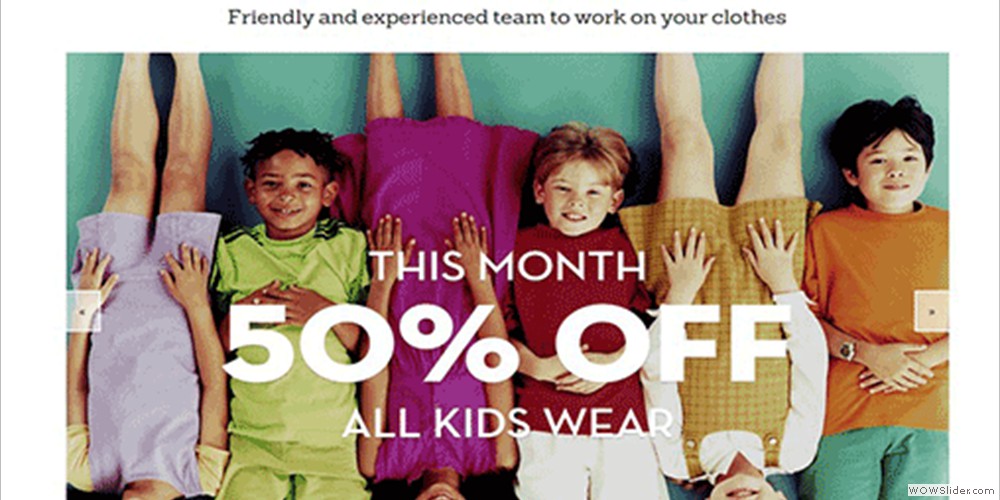 Friendly and experienced team to work on your clothes
THIS MONTH
50% OFF
ALL KIDS WEAR
«
»
WOWSlider.com